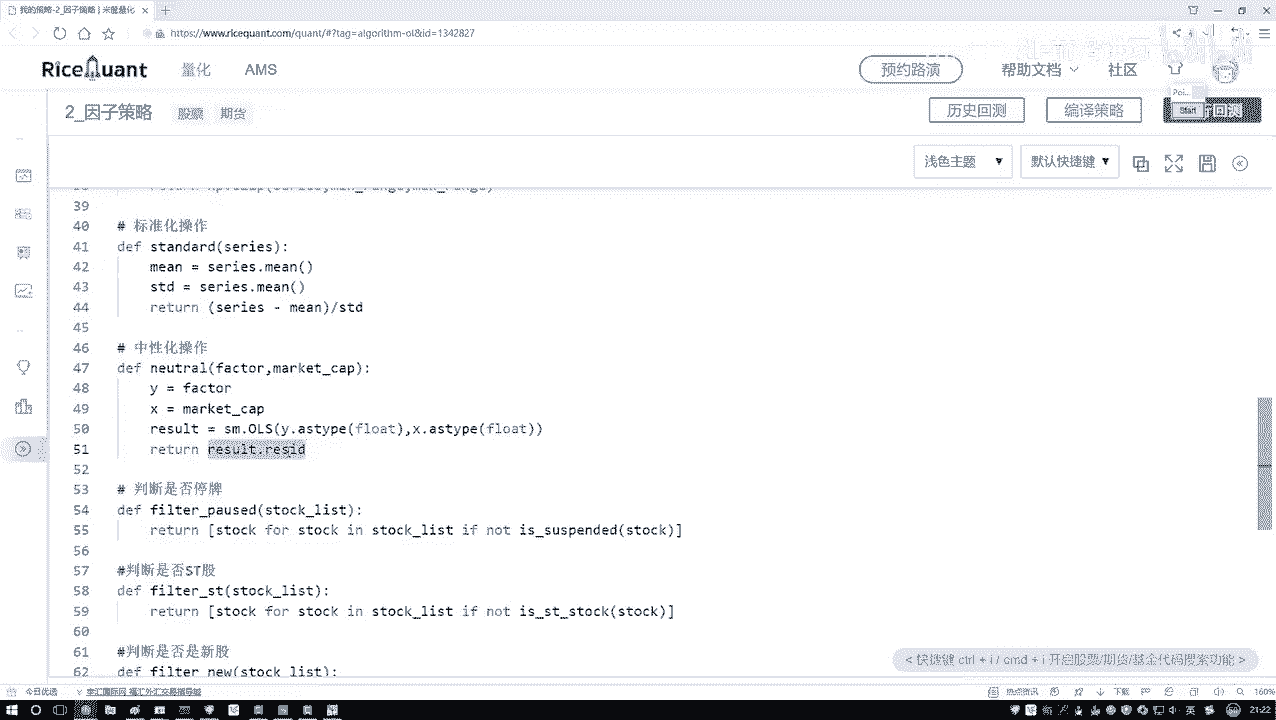 我的策略-2_因子策略 | 米筐量化
https://www.ricequant.com/quant/#?tag=algorithm-ol&id=1342827
RiceQuant 量化 AMS 预约路演 帮助文档 社区
2_因子策略 股票 期货 历史回测 编译策略
Start
浅色主题 默认快捷键
39
40 # 标准化操作
41 def standard(series):
42 mean = series.mean()
43 std = series.mean()
44 return (series - mean)/std
45
46 # 中性化操作
47 def neutral(factor,market_cap):
48 y = factor
49 x = market_cap
50 result = sm.OLS(y.astype(float),x.astype(float))
51 return result.resid
52
53 # 判断是否停牌
54 def filter_paused(stock_list):
55 return [stock for stock in stock_list if not is_suspended(stock)]
56
57 #判断是否ST股
58 def filter_st(stock_list):
59 return [stock for stock in stock_list if not is_st_stock(stock)]
60
61 #判断是否是新股
62 def filter_new(stock_list):
< 快捷键 ctrl + i / cmd + i 开启股票/期货/基金代码搜索功能 >
今日优选 热点资讯 下载 160%
英 21:22